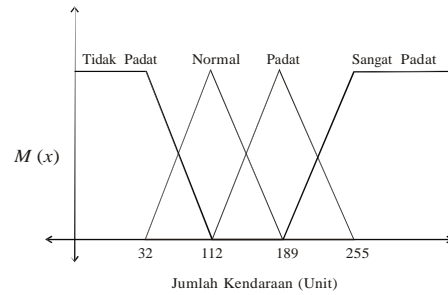 Tidak Padat Normal Padat Sangat Padat
M (x)
32 112 189 255
Jumlah Kendaraan (Unit)